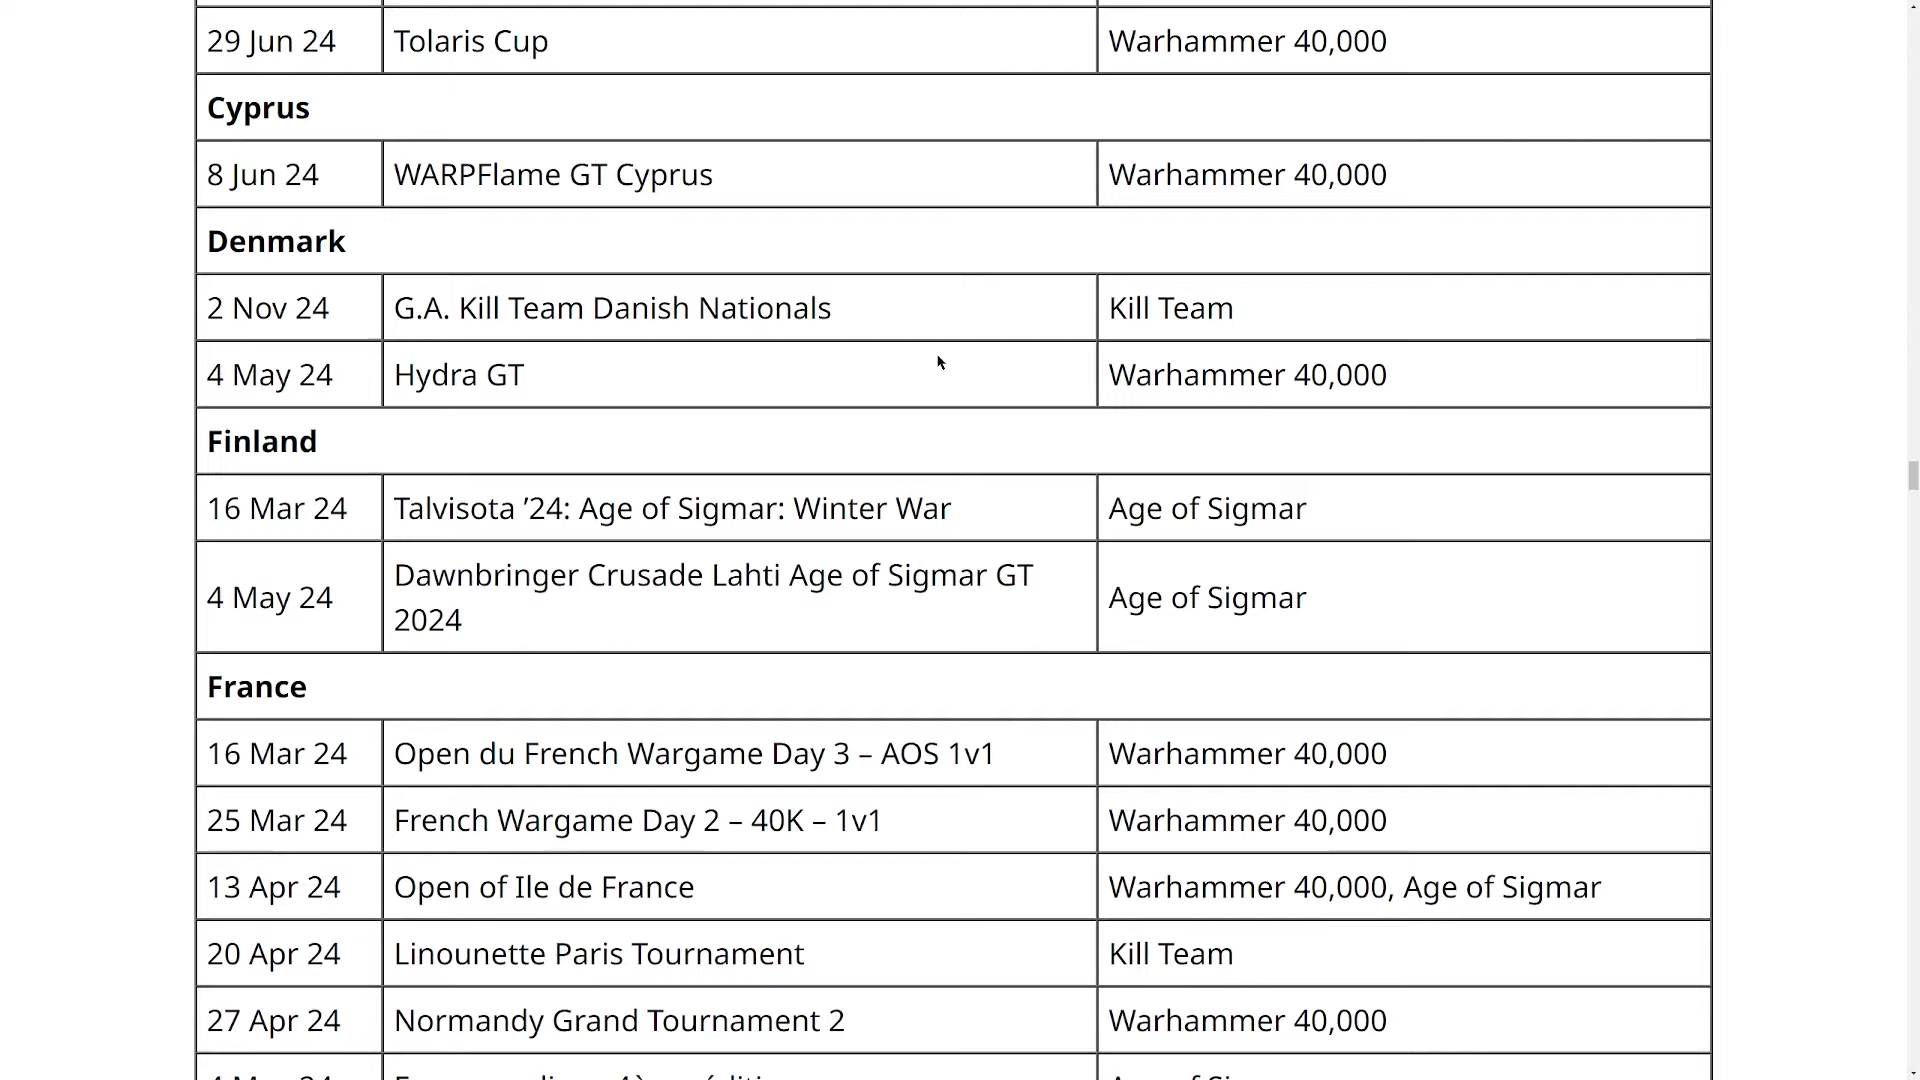 29 Jun 24 Tolaris Cup Warhammer 40,000
Cyprus
8 Jun 24 WARPFlame GT Cyprus Warhammer 40,000
Denmark
2 Nov 24 G.A. Kill Team Danish Nationals Kill Team
4 May 24 Hydra GT Warhammer 40,000
Finland
16 Mar 24 Talvisota ’24: Age of Sigmar: Winter War Age of Sigmar
4 May 24 Dawnbringer Crusade Lahti Age of Sigmar GT Age of Sigmar
2024
France
16 Mar 24 Open du French Wargame Day 3 – AOS 1v1 Warhammer 40,000
25 Mar 24 French Wargame Day 2 – 40K – 1v1 Warhammer 40,000
13 Apr 24 Open of Ile de France Warhammer 40,000, Age of Sigmar
20 Apr 24 Linounette Paris Tournament Kill Team
27 Apr 24 Normandy Grand Tournament 2 Warhammer 40,000